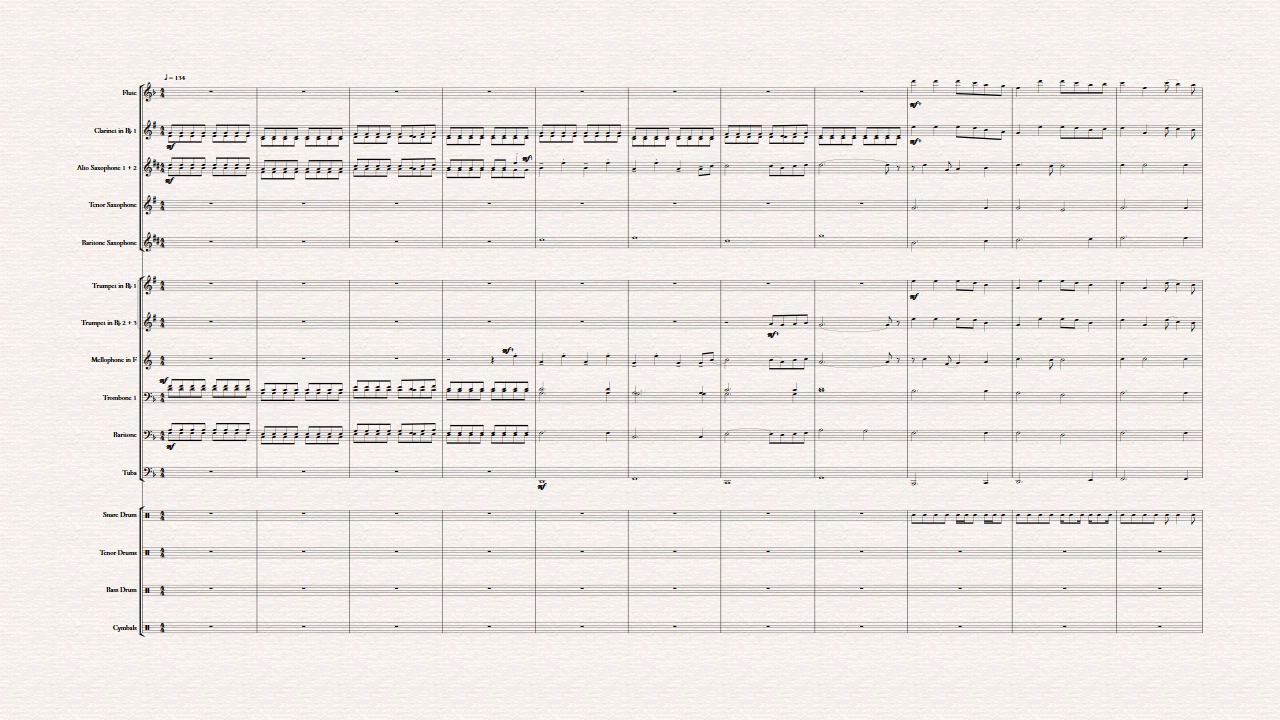 ♩= 134
Flute
Clarinet in B♭ 1
mf
mf
Alto Saxophone 1 + 2
mf
mf
mf
Tenor Saxophone
Baritone Saxophone
Trumpet in B♭ 1
mf
Trumpet in B♭ 2 + 3
mf
Mellophone in F
mf
Trombone 1
mf
Baritone
mf
Tuba
mf
Snare Drum
Tenor Drums
Bass Drum
Cymbals